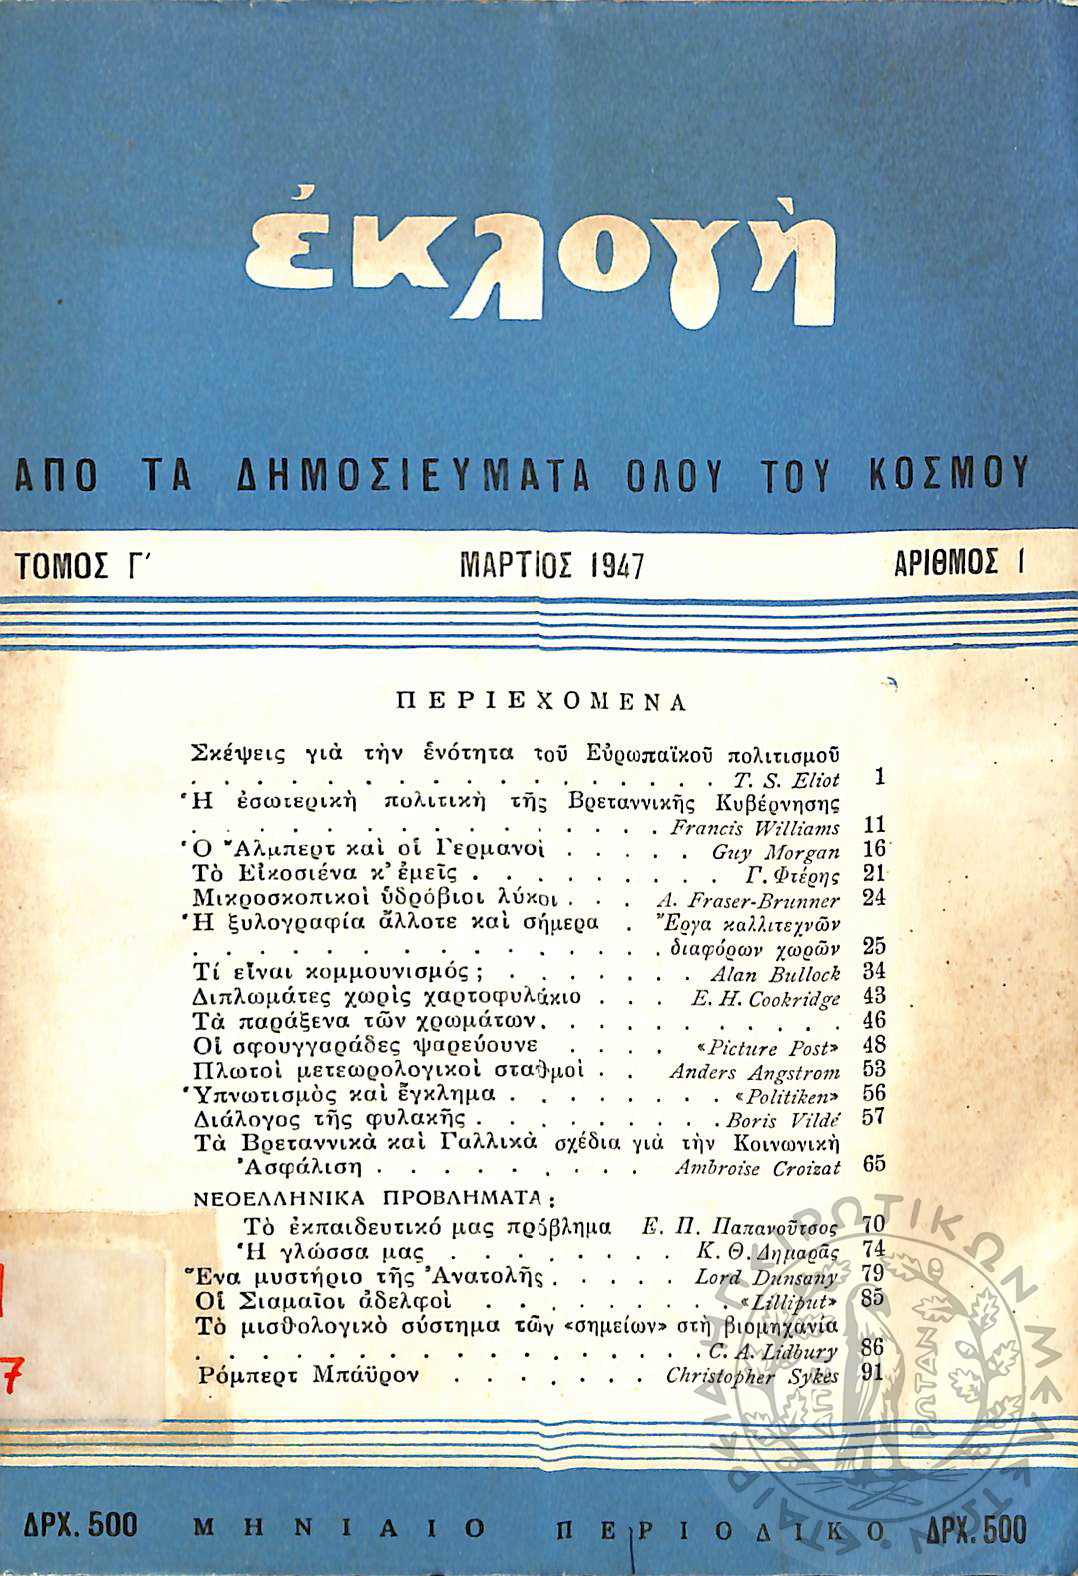 ἐκλογὴ
ΑΠΟ ΤΑ ΔΗΜΟΣΙΕΥΜΑΤΑ ΟΛΟΥ ΤΟΥ ΚΟΣΜΟΥ
ΤΟΜΟΣ Γ΄ ΜΑΡΤΙΟΣ 1947 ΑΡΙΘΜΟΣ 1
ΠΕΡΙΕΧΟΜΕΝΑ
Σκέψεις γιὰ τὴν ἑνότητα τοῦ Εὐρωπαϊκοῦ πολιτισμοῦ
. . . . . . . . . . . . . . . . . . T. S. Eliot 1
Ἡ ἐσωτερικὴ πολιτικὴ τῆς Βρεταννικῆς Κυβέρνησης
. . . . . . . . . . . . . . . . Francis Williams 11
Ὁ Ἄλμπερτ καὶ οἱ Γερμανοὶ . . . . . Guy Morgan 16
Τὸ Εἰκοσιένα κ' ἐμεῖς . . . . . . . . . Γ. Φτέρης 21
Μικροσκοπικοὶ ὑδρόβιοι λύκοι . . . A. Fraser-Brunner 24
Ἡ ξυλογραφία ἄλλοτε καὶ σήμερα . Ἔργα καλλιτεχνῶν
. . . . . . . . . . . . . . . . διαφόρων χωρῶν 25
Τί εἶναι κομμουνισμός ; . . . . . . Alan Bullock 34
Διπλωμάτες χωρὶς χαρτοφυλάκιο . . . E. H. Cookridge 43
Τὰ παράξενα τῶν χρωμάτων. . . . . . . . . . . 46
Οἱ σφουγγαράδες ψαρεύουνε . . . . «Picture Post» 48
Πλωτοὶ μετεωρολογικοὶ σταθμοὶ . . Anders Angstrom 53
Ὑπνωτισμὸς καὶ ἔγκλημα . . . . . . . . «Politiken» 56
Διάλογος τῆς φυλακῆς . . . . . . . . . . Boris Vildé 57
Τὰ Βρεταννικὰ καὶ Γαλλικὰ σχέδια γιὰ τὴν Κοινωνικὴ
Ἀσφάλιση . . . . . . . . . Ambroise Croizat 65
ΝΕΟΕΛΛΗΝΙΚΑ ΠΡΟΒΛΗΜΑΤΑ :
Τὸ ἐκπαιδευτικό μας πρόβλημα Ε. Π. Παπανοῦτσος 70
Ἡ γλώσσα μας . . . . . . . . Κ. Θ. Δημαρᾶς 74
Ἕνα μυστήριο τῆς Ἀνατολῆς . . . . . Lord Dunsany 79
Οἱ Σιαμαῖοι ἀδελφοὶ . . . . . . . . . «Lilliput» 85
Τὸ μισθολογικὸ σύστημα τῶν «σημείων» στὴ βιομηχανία
. . . . . . . . . . . . . . . . . . C. A. Lidbury 86
Ρόμπερτ Μπάϋρον . . . . . . . Christopher Sykes 91
7
ΔΡΧ. 500 ΜΗΝΙΑΙΟ ΠΕΡΙΟΔΙΚΟ ΔΡΧ. 500
ΕΤΑΙΡΕΙΑ ΗΠΕΙΡΩΤΙΚΩΝ ΜΕΛΕΤΩΝ